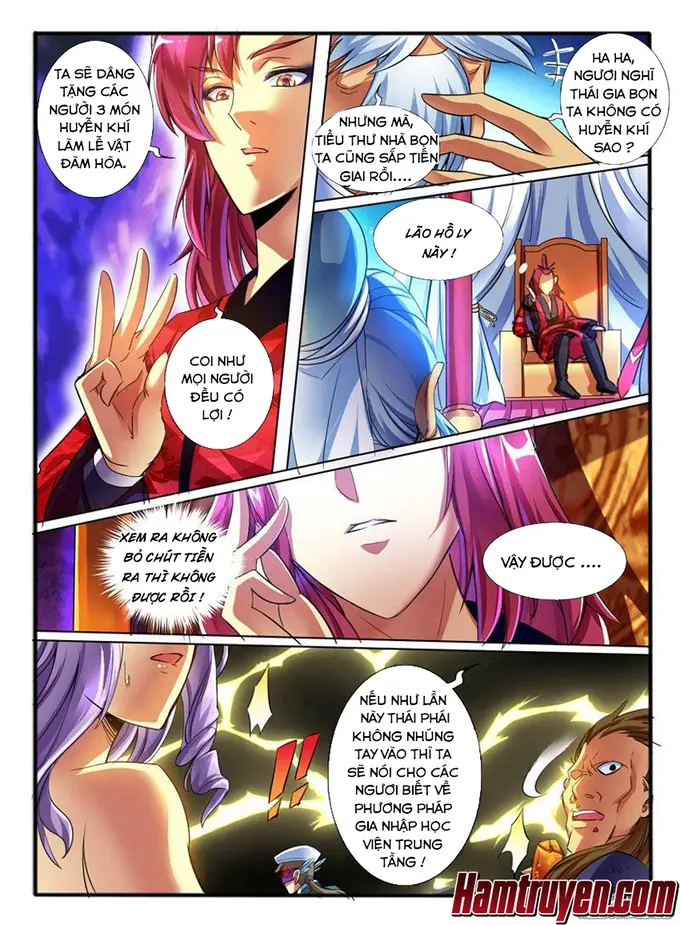 TA SẼ DÂNG
TẶNG CÁC
NGƯỜI 3 MÓN
HUYỄN KHÍ
LÀM LỄ VẬT
ĐÀM HÒA.
COI NHƯ
MỌI NGƯỜI
ĐỀU CÓ
LỢI !
HA HA,
NGƯƠI NGHĨ
THÁI GIA BỌN
TA KHÔNG CÓ
HUYỄN KHÍ
SAO ?
NHƯNG MÀ,
TIỂU THƯ NHÀ BỌN
TA CŨNG SẮP TIẾN
GIAI RỒI....
LÃO HỒ LY
NÀY !
XEM RA KHÔNG
BỎ CHÚT TIỀN
RA THÌ KHÔNG
ĐƯỢC RỒI !
VẬY ĐƯỢC ....
NẾU NHƯ LẦN
NÀY THÁI PHÁI
KHÔNG NHÚNG
TAY VÀO THÌ TA
SẼ NÓI CHO CÁC
NGƯƠI BIẾT VỀ
PHƯƠNG PHÁP
GIA NHẬP HỌC
VIỆN TRUNG
TẦNG !
!!
Hamtruyen.com